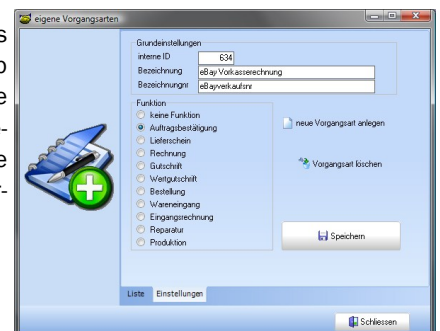 eigene Vorgangsarten
Grundeinstellungen
interne ID 634
Bezeichnung eBay Vorkasserechnung
Bezeichnungnr eBayverkaufsnr
Funktion
keine Funktion
Auftragsbestätigung
Lieferschein
Rechnung
Gutschrift
Wertgutschrift
Bestellung
Wareneingang
Eingangsrechnung
Reparatur
Produktion
neue Vorgangsart anlegen
Vorgangsart löschen
Speichern
Liste Einstellungen
Schliessen